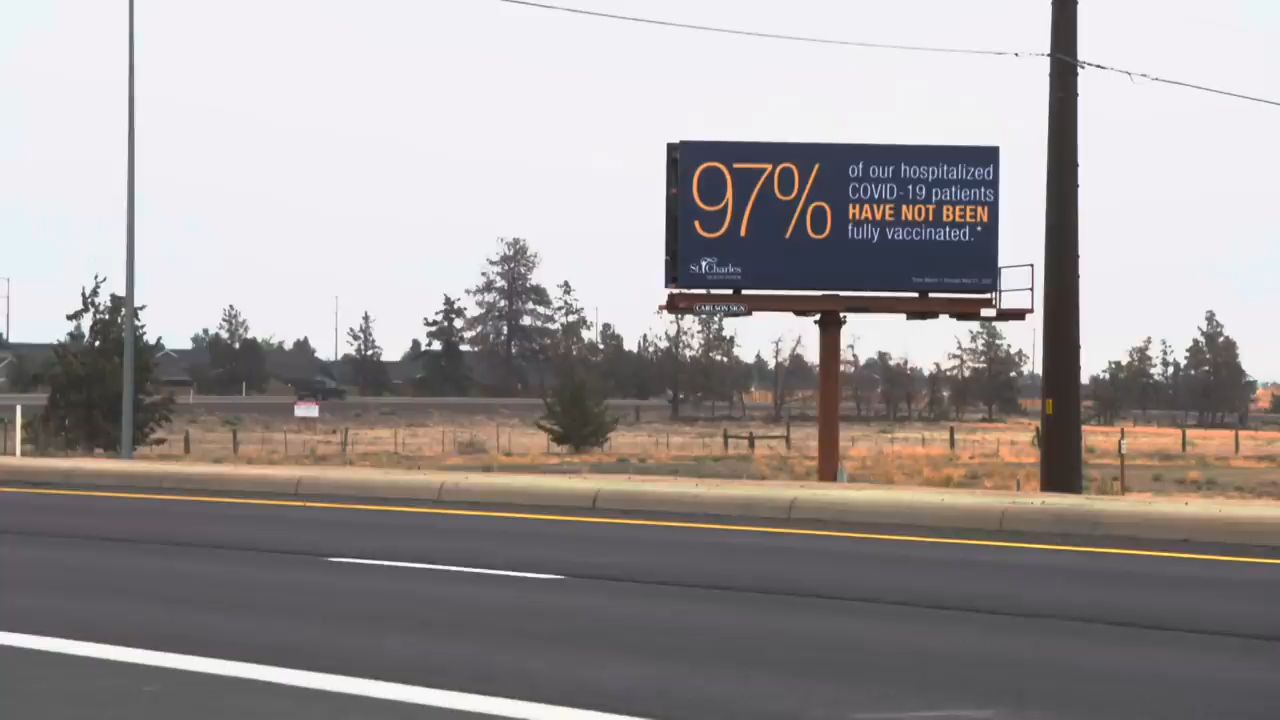 97%
of our hospitalized
COVID-19 patients
HAVE NOT BEEN
fully vaccinated.*
St. Charles
CARLSON SIGN